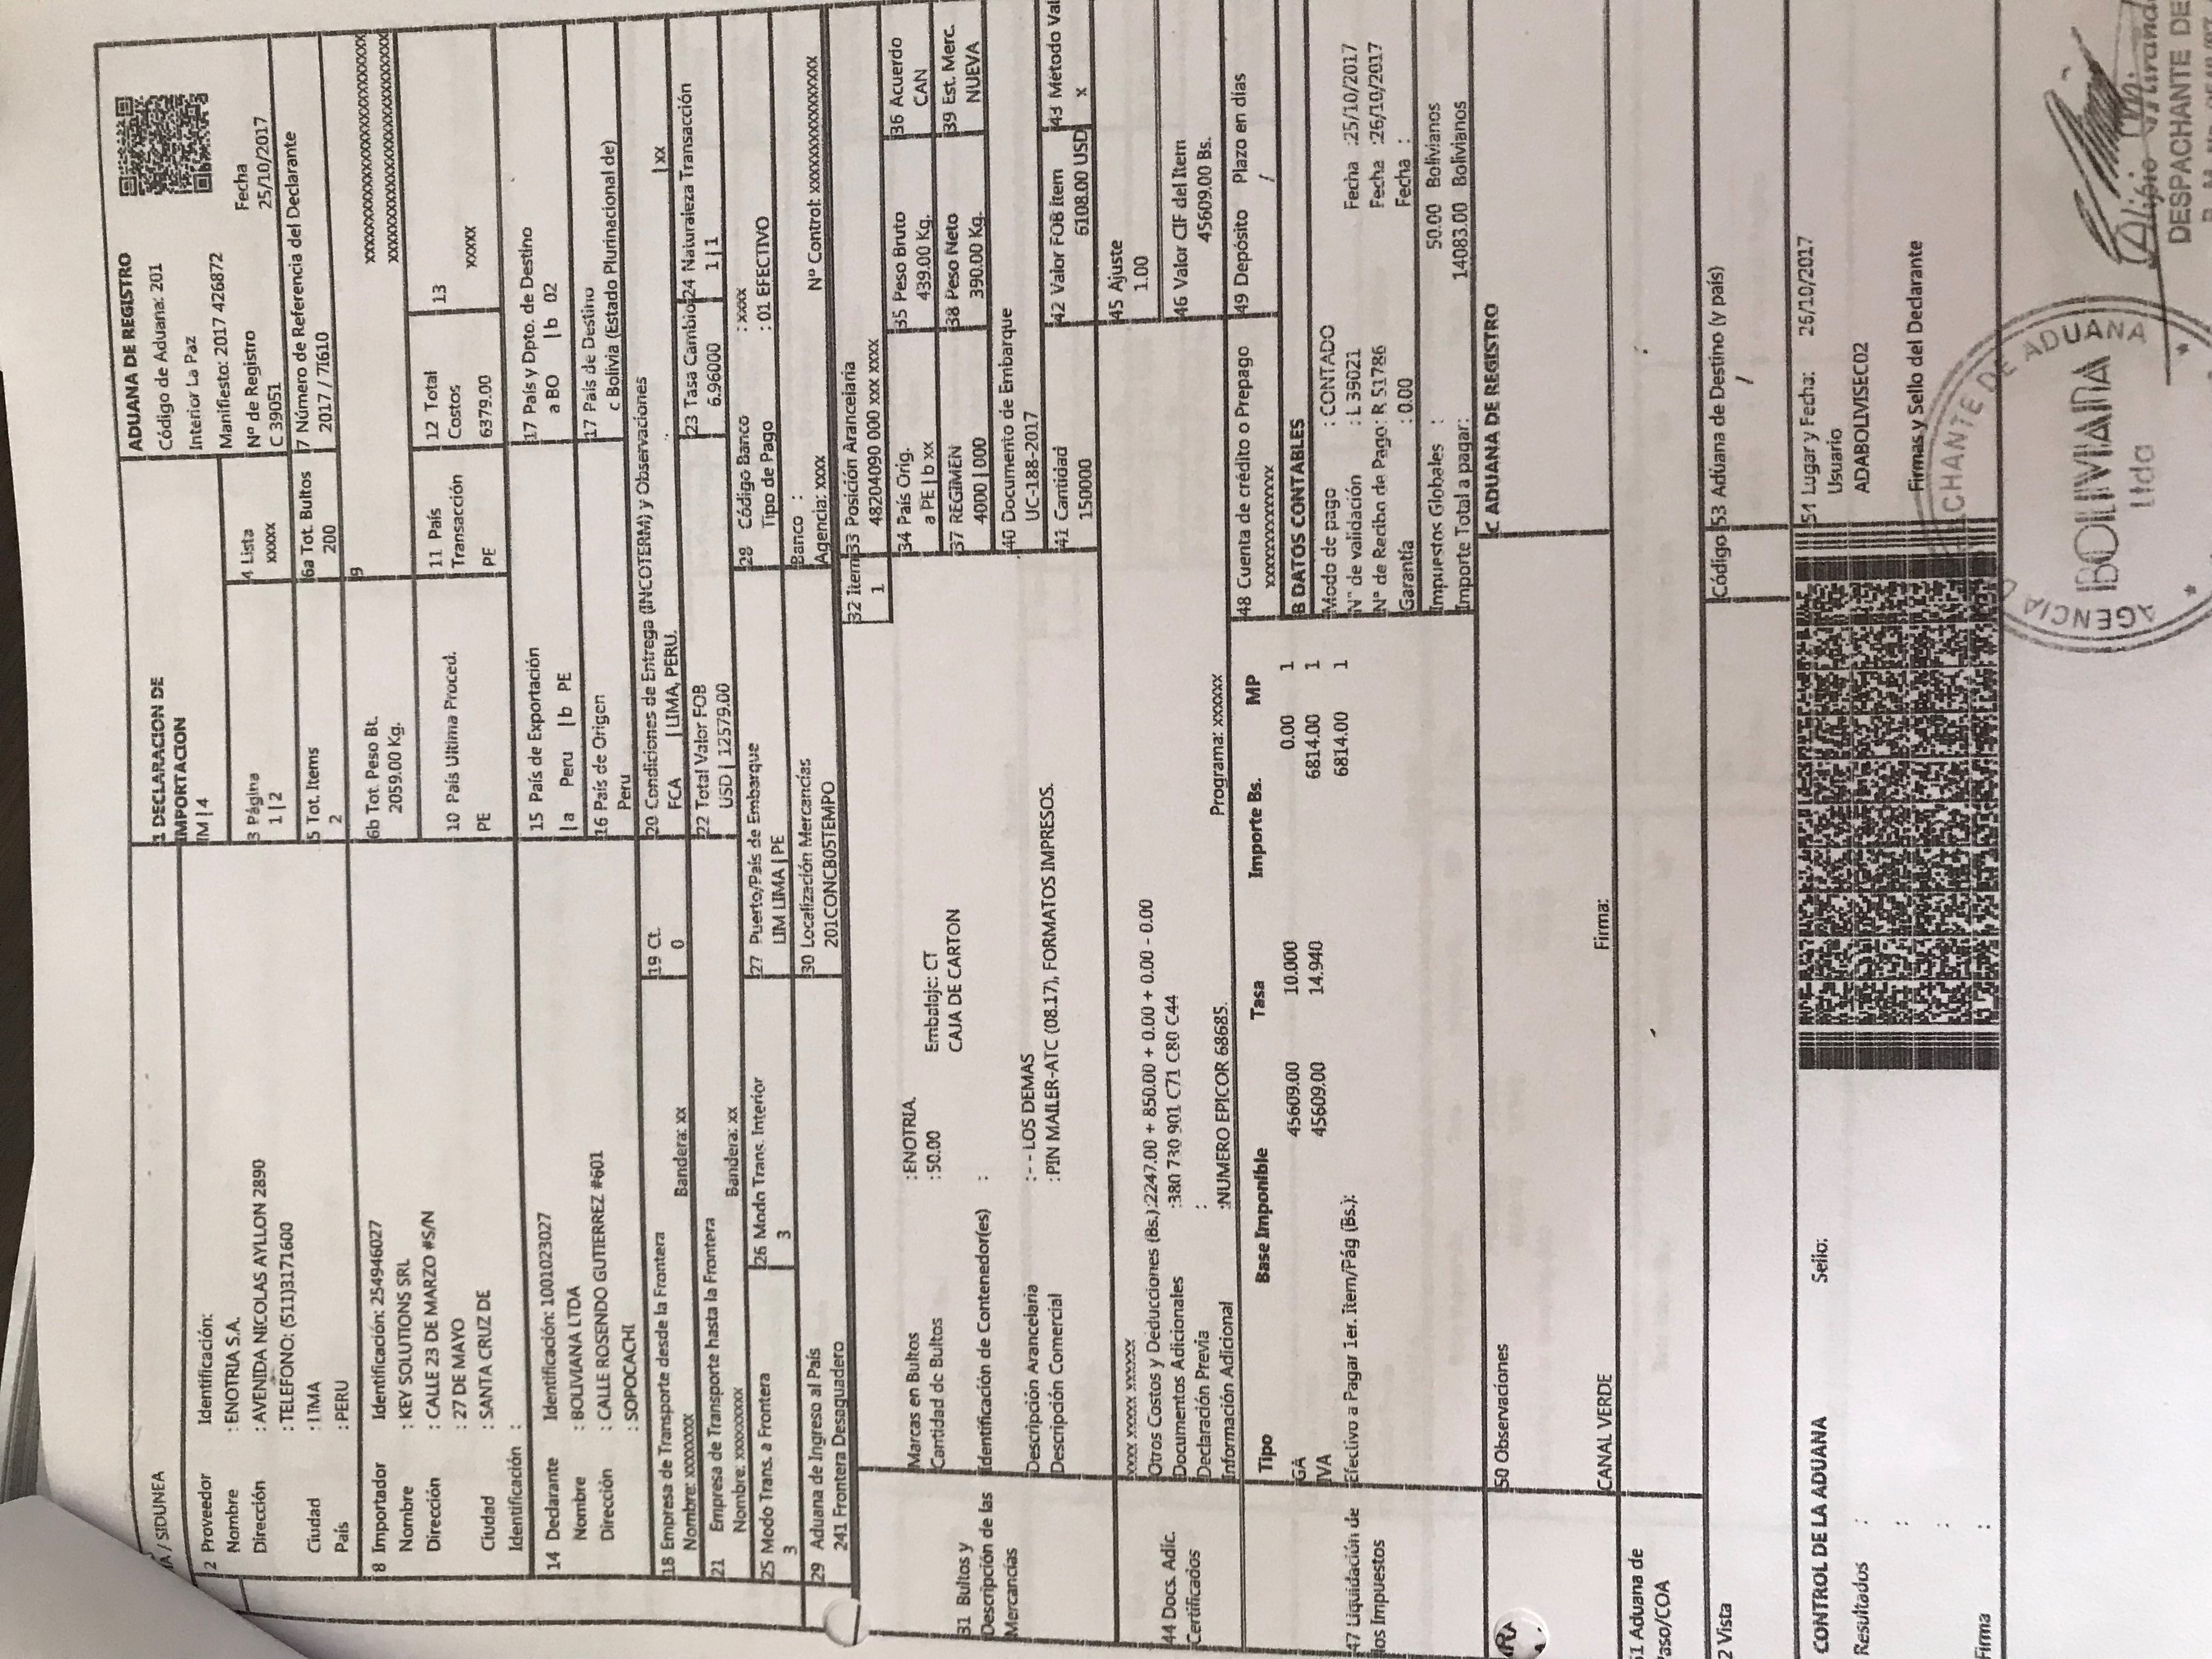 / SIDUNEA
1 DECLARACION DE
IMPORTACION
IM | 4
ADUANA DE REGISTRO
Código de Aduana: 201
Interior La Paz
Manifiesto: 2017 426872
Nº de Registro Fecha
C 39051 25/10/2017
2 Proveedor Identificación:
Nombre : ENOTRIA S.A.
Dirección : AVENIDA NICOLAS AYLLON 2890
: TELEFONO: (511)3171600
Ciudad : LIMA
País : PERU
3 Página 4 Lista
1 | 2 xxxxx
5 Tot. Items 6a Tot. Bultos 7 Número de Referencia del Declarante
2 200 2017 / 7I610
8 Importador Identificación: 254946027
Nombre : KEY SOLUTIONS SRL
Dirección : CALLE 23 DE MARZO #S/N
: 27 DE MAYO
Ciudad : SANTA CRUZ DE
Identificación :
6b Tot. Peso Bt. 9
2059.00 Kg.
10 País Ultima Proced. 11 País Transacción 12 Total Costos 13
PE PE 6379.00 xxxxx
14 Declarante Identificación: 1001023027
Nombre : BOLIVIANA LTDA
Dirección : CALLE ROSENDO GUTIERREZ #601
: SOPOCACHI
15 País de Exportación 17 País y Dpto. de Destino
|a Peru |b PE a BO |b 02
16 País de Origen 17 País de Destino
Peru c Bolivia (Estado Plurinacional de)
18 Empresa de Transporte desde la Frontera 19 Ct.
Nombre: xxxxxxx Bandera: xx 0
20 Condiciones de Entrega (INCOTERM) y Observaciones
FCA | LIMA, PERU. | xx
21 Empresa de Transporte hasta la Frontera
Nombre: xxxxxxxx Bandera: xx
22 Total Valor FOB 23 Tasa Cambio 24 Naturaleza Transacción
USD | 12579.00 6.96000 1 | 1
25 Modo Trans. a Frontera 26 Modo Trans. Interior 27 Puerto/País de Embarque
3 3 LIM LIMA | PE
28 Código Banco : xxxx
Tipo de Pago : 01 EFECTIVO
Banco :
Agencia: xxxx Nº Control: xxxxxxxxxxxxxxxxxxxxx
29 Aduana de Ingreso al País 30 Localización Mercancías
241 Frontera Desaguadero 201CONCB05TEMPO
31 Bultos y
Descripción de las
Mercancías
Marcas en Bultos : ENOTRIA.
Cantidad de Bultos : 50.00 Embalaje: CT
CAJA DE CARTON
Identificación de Contenedor(es) :
Descripción Arancelaria : - - LOS DEMAS
Descripción Comercial : PIN MAILER-ATC (08.17), FORMATOS IMPRESOS.
32 Item 33 Posición Arancelaria
1 48204090 000 xxx xxx
34 País Orig. 35 Peso Bruto 36 Acuerdo
a PE | b xx 439.00 Kg. CAN
37 REGIMEN 38 Peso Neto 39 Est. Merc.
4000 | 000 390.00 Kg. NUEVA
40 Documento de Embarque
UC-188-2017
41 Cantidad 42 Valor FOB item 43 Metodo Val
1500000 6108.00 USD x
44 Docs. Adic.
Certificados
xxxx xxxxx xxxxxx
Otros Costos y Deducciones (Bs.):2247.00 + 850.00 + 0.00 + 0.00 - 0.00
Documentos Adicionales :380 730 901 C71 C80 C44
Declaración Previa :
Información Adicional :NUMERO EPICOR 68685. Programa: xxxxx
45 Ajuste
1.00
46 Valor CIF del Item
45609.00 Bs.
47 Liquidación de
los Impuestos
Tipo Base Imponible Tasa Importe Bs. MP
GA 45609.00 10.000 0.00 1
IVA 45609.00 14.940 6814.00 1
Efectivo a Pagar 1er. Item/Pág (Bs.): 6814.00 1
48 Cuenta de crédito o Prepago 49 Depósito Plazo en días
xxxxxxxxxxxxx /
B DATOS CONTABLES
Modo de pago : CONTADO
Nº de validación : L 39021 Fecha :25/10/2017
Nº de Recibo de Pago: R 51786 Fecha :26/10/2017
Garantía : 0.00 Fecha :
Impuestos Globales : 50.00 Bolivianos
Importe Total a pagar: 14083.00 Bolivianos
50 Observaciones
C ADUANA DE REGISTRO
CANAL VERDE Firma:
51 Aduana de
Paso/COA
52 Vista Código 53 Aduana de Destino (y país)
/
CONTROL DE LA ADUANA Sello:
Resultados :
:
:
Firma :
54 Lugar y Fecha: 26/10/2017
Usuario
ADABOLIVISEC02
Firmas y Sello del Declarante
AGENCIA DESPACHANTE DE ADUANA
BOLIVIANA
Ltda
DESPACHANTE DE